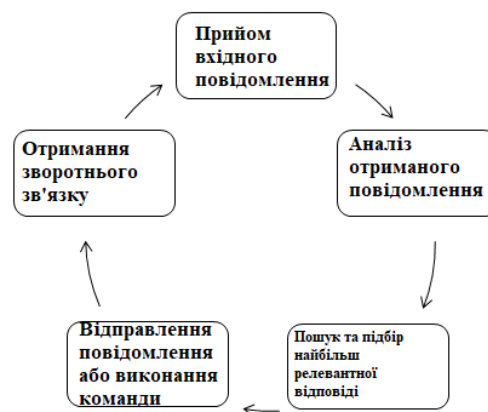 Прийом
вхідного
повідомлення
Аналіз
отриманого
повідомлення
Пошук та підбір
найбільш
релевантної
відповіді
Відправлення
повідомлення
або виконання
команди
Отримання
зворотнього
зв'язку